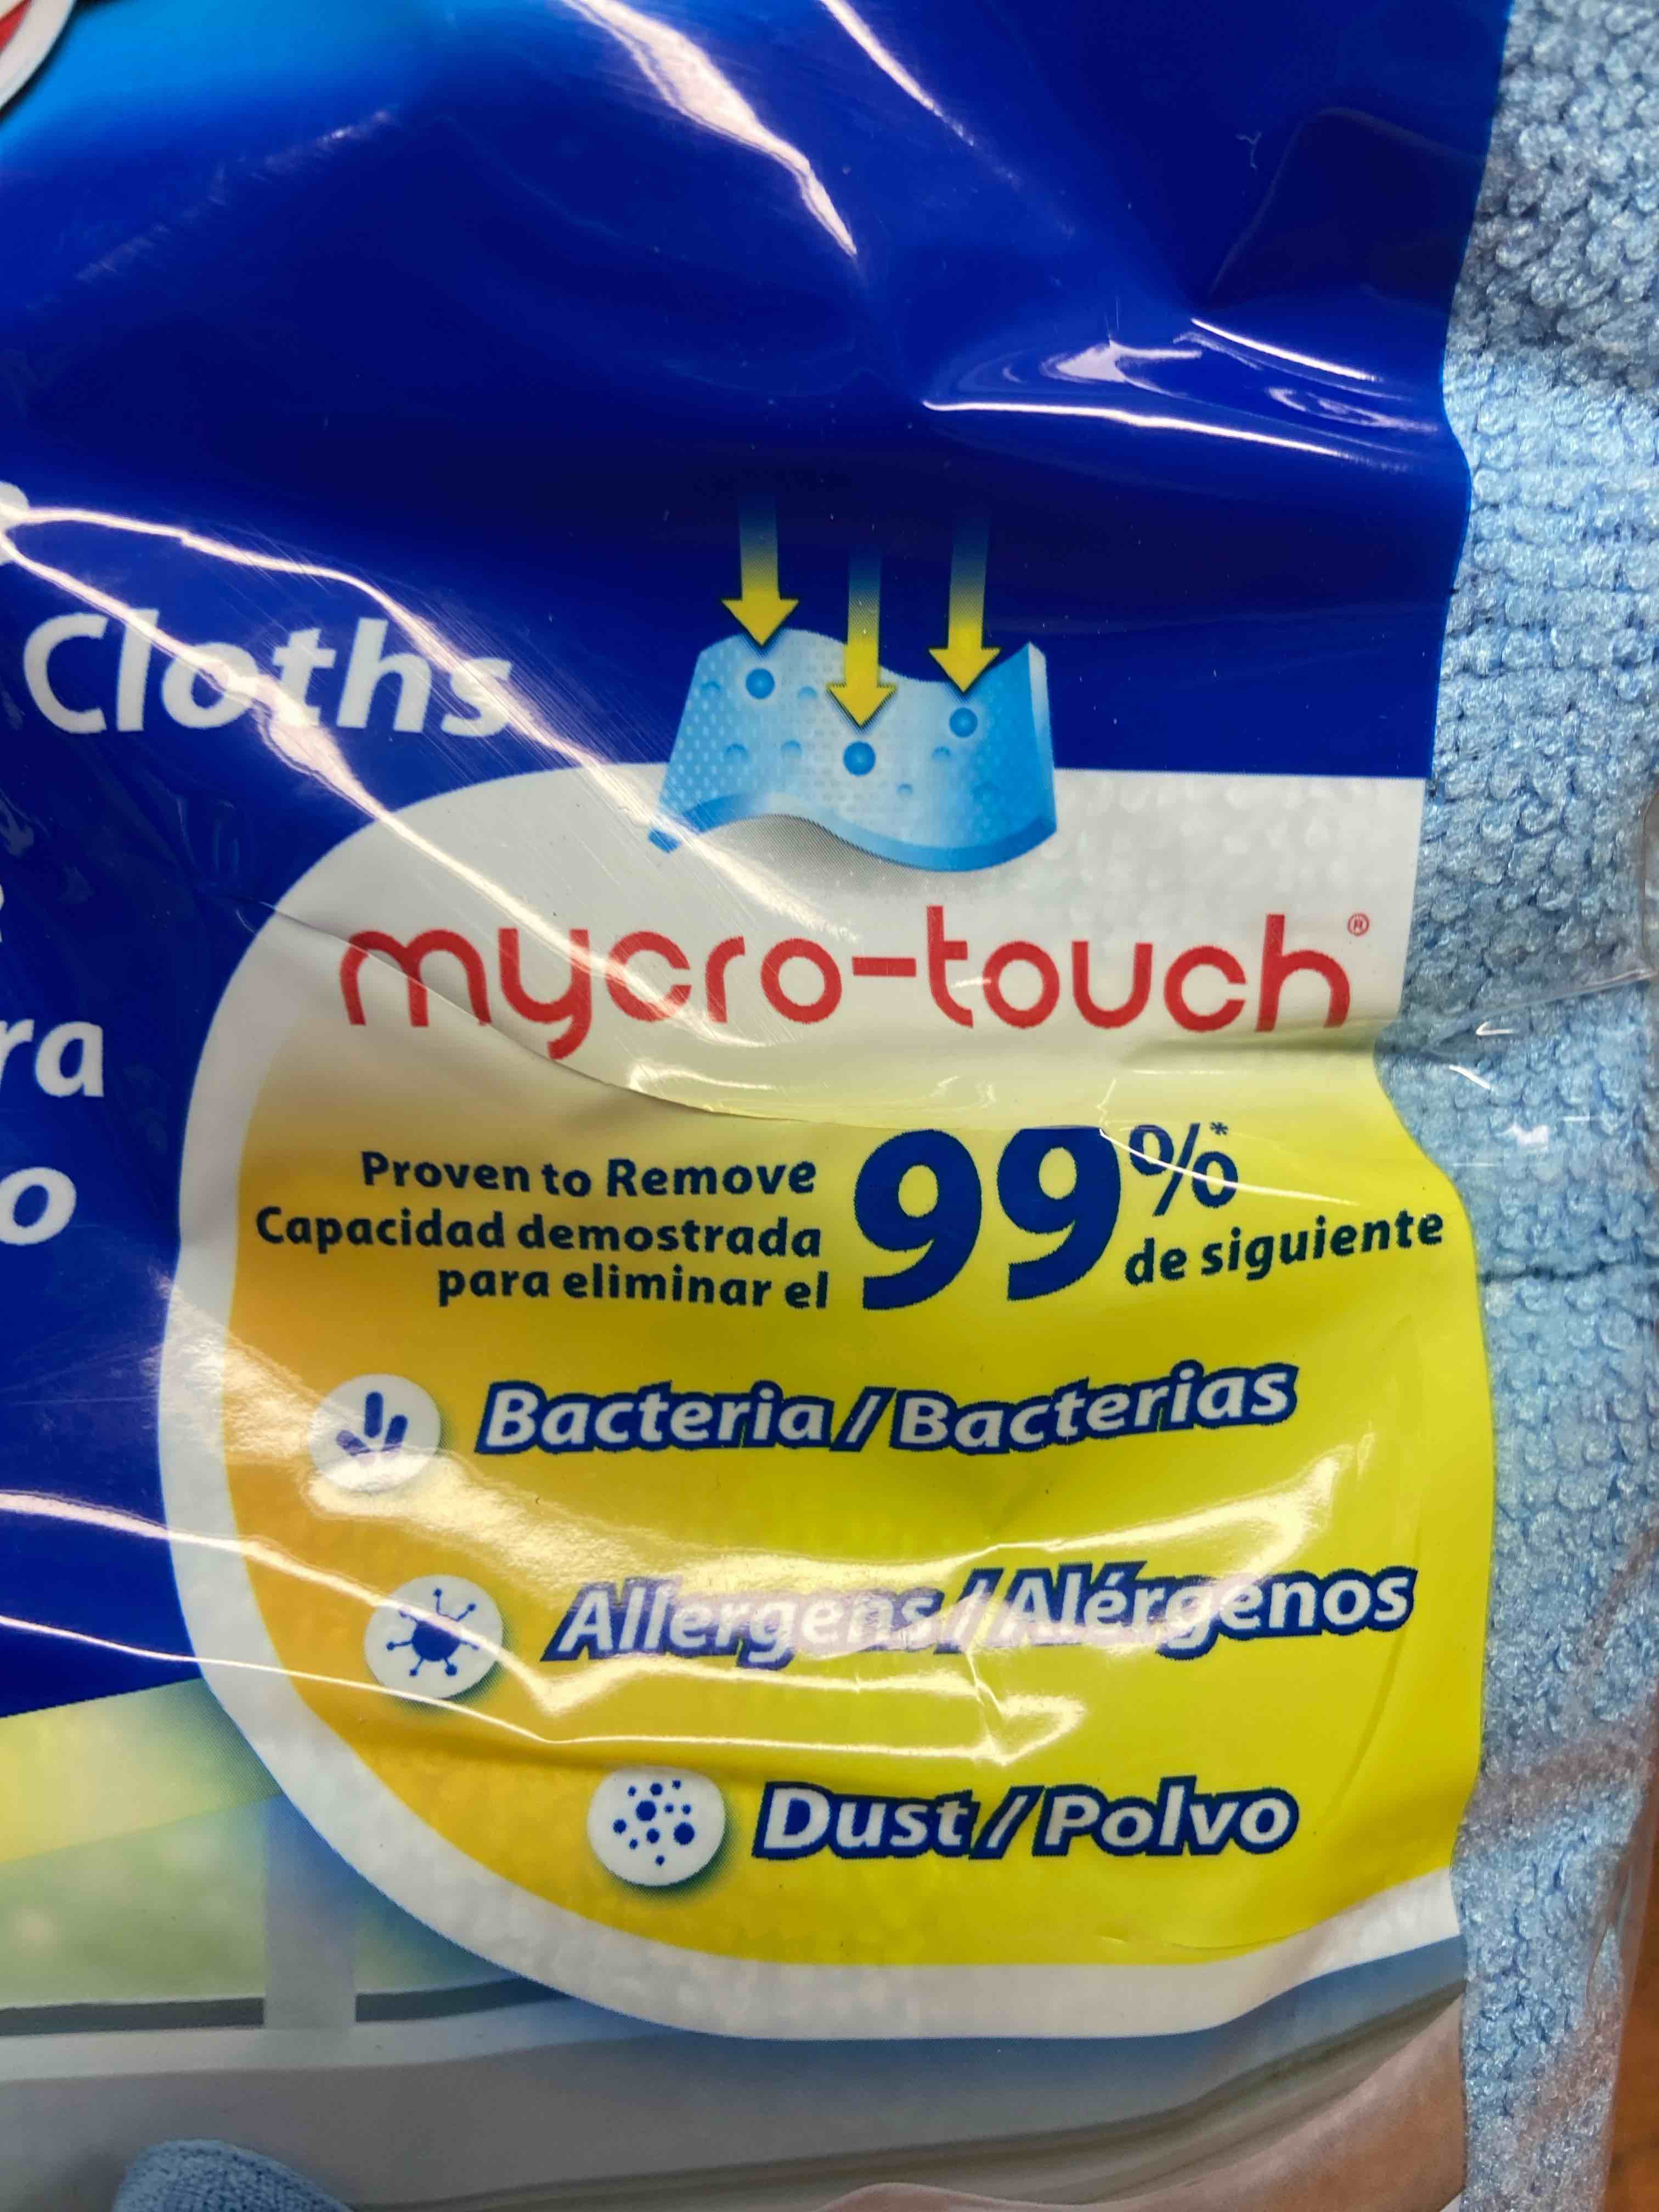 Cloths
ra
o
mycro-touch®
Proven to Remove
Capacidad demostrada
para eliminar el
99%*
de siguiente
Bacteria / Bacterias
Allergens / Alérgenos
Dust / Polvo